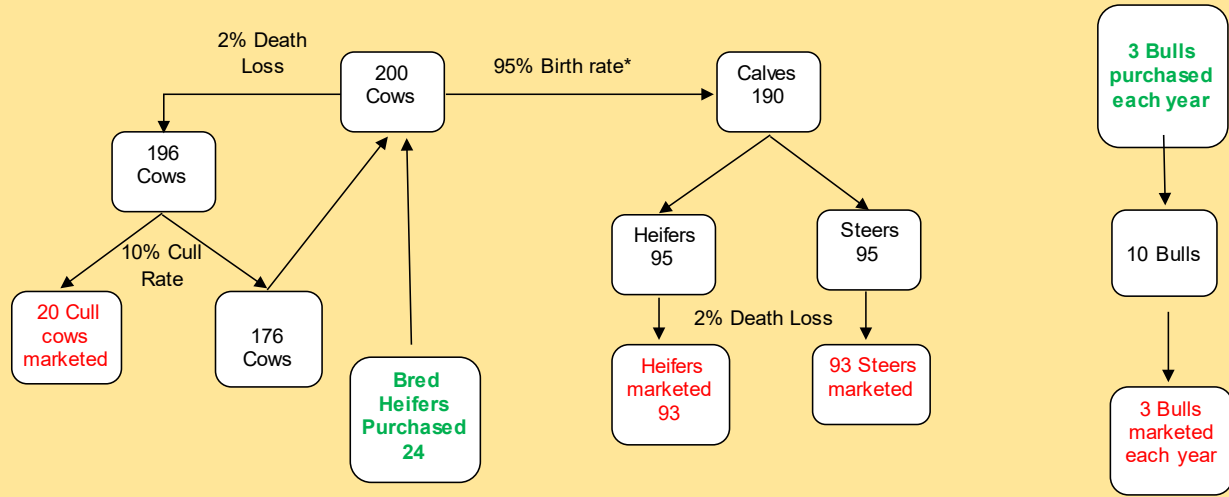 2% Death
Loss
200
Cows
95% Birth rate*
Calves
190
3 Bulls
purchased
each year
196
Cows
10% Cull
Rate
20 Cull
cows
marketed
176
Cows
Bred
Heifers
Purchased
24
Heifers
95
Steers
95
2% Death Loss
Heifers
marketed
93
93 Steers
marketed
10 Bulls
3 Bulls
marketed
each year